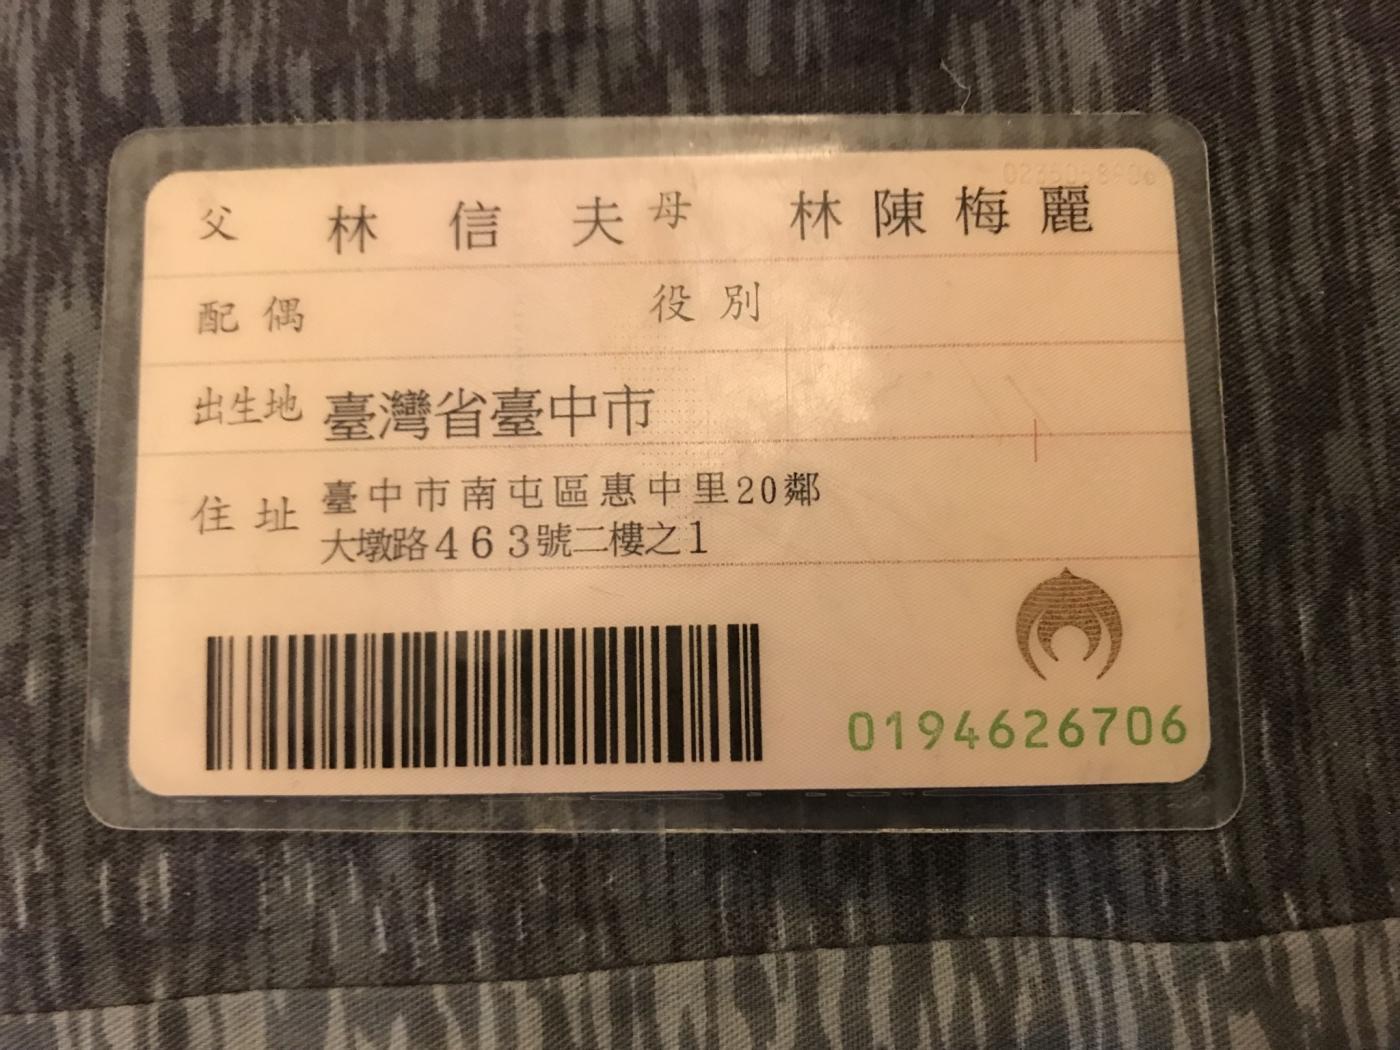 父 林信夫 母 林陳梅麗
配偶 役別
出生地 臺灣省臺中市
住址 臺中市南屯區惠中里20鄰
大墩路463號二樓之1
0194626706